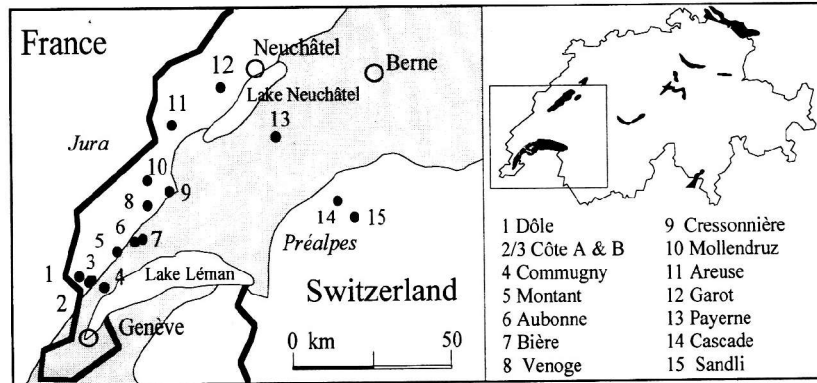 France
Neuchâtel
Berne
12
Lake Neuchâtel
11
13
Jura
10
9
8
14
15
6
7
5
Préalpes
1
3
4
Lake Léman
2
Switzerland
Genève
0 km
50
1 Dôle
2/3 Côte A & B
4 Commugny
5 Montant
6 Aubonne
7 Bière
8 Venoge
9 Cressonnière
10 Mollendruz
11 Areuse
12 Garot
13 Payerne
14 Cascade
15 Sandli